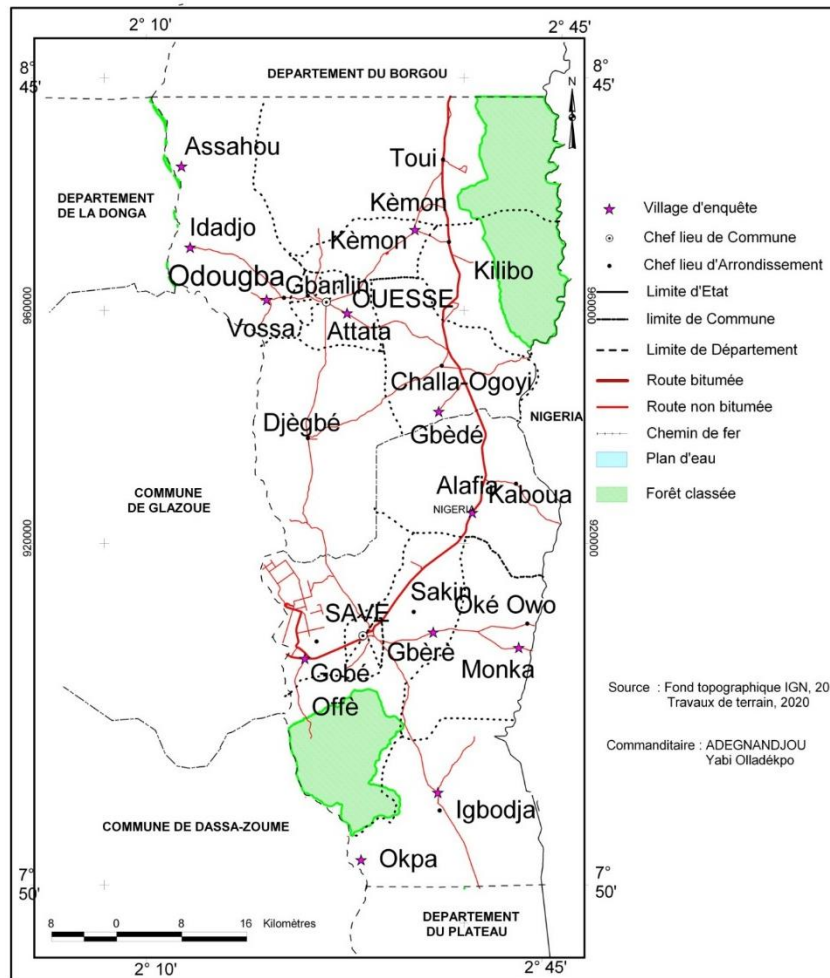 2° 10'
2° 45'
8°
45'
8°
45'
DEPARTEMENT DU BORGOU
N
Assahou
Toui
DEPARTEMENT
DE LA DONGA
Kèmon
Idadjo
Kèmon
Kilibo
Odougba
Gbanlin
OUESSE
960000
960000
Vossa
Attata
Challa-Ogoyi
Djègbé
Gbèdé
NIGERIA
COMMUNE
DE GLAZOUE
Alafia
Kaboua
NIGERIA
920000
920000
Sakin
Oké Owo
SAVE
Gbèrè
Monka
Gobé
Offè
Igbodja
COMMUNE DE DASSA-ZOUME
Okpa
7°
50'
7°
50'
8 0 8 16 Kilomètres
DEPARTEMENT
DU PLATEAU
2° 10'
2° 45'
Village d'enquête
Chef lieu de Commune
Chef lieu d'Arrondissement
Limite d'Etat
limite de Commune
Limite de Département
Route bitumée
Route non bitumée
Chemin de fer
Plan d'eau
Forêt classée
Source : Fond topographique IGN, 20
Travaux de terrain, 2020
Commanditaire : ADEGNANDJOU
Yabi Olladékpo